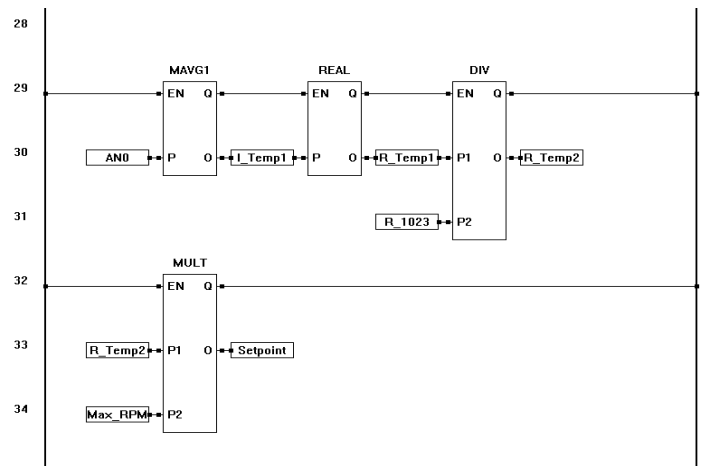 28
MAVG1 REAL DIV
29 EN Q EN Q EN Q
30 AN0 P O I_Temp1 P O R_Temp1 P1 O R_Temp2
31 R_1023 P2
MULT
32 EN Q
33 R_Temp2 P1 O Setpoint
34 Max_RPM P2